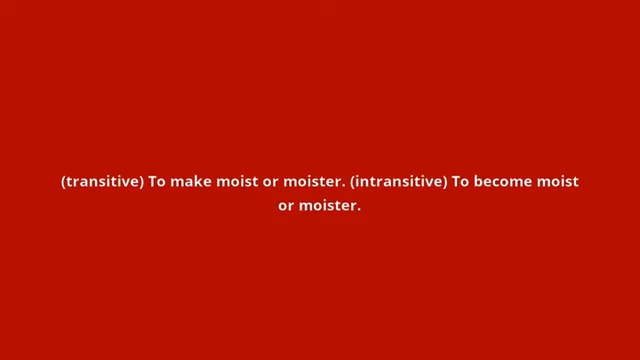 (transitive) To make moist or moister. (intransitive) To become moist
or moister.